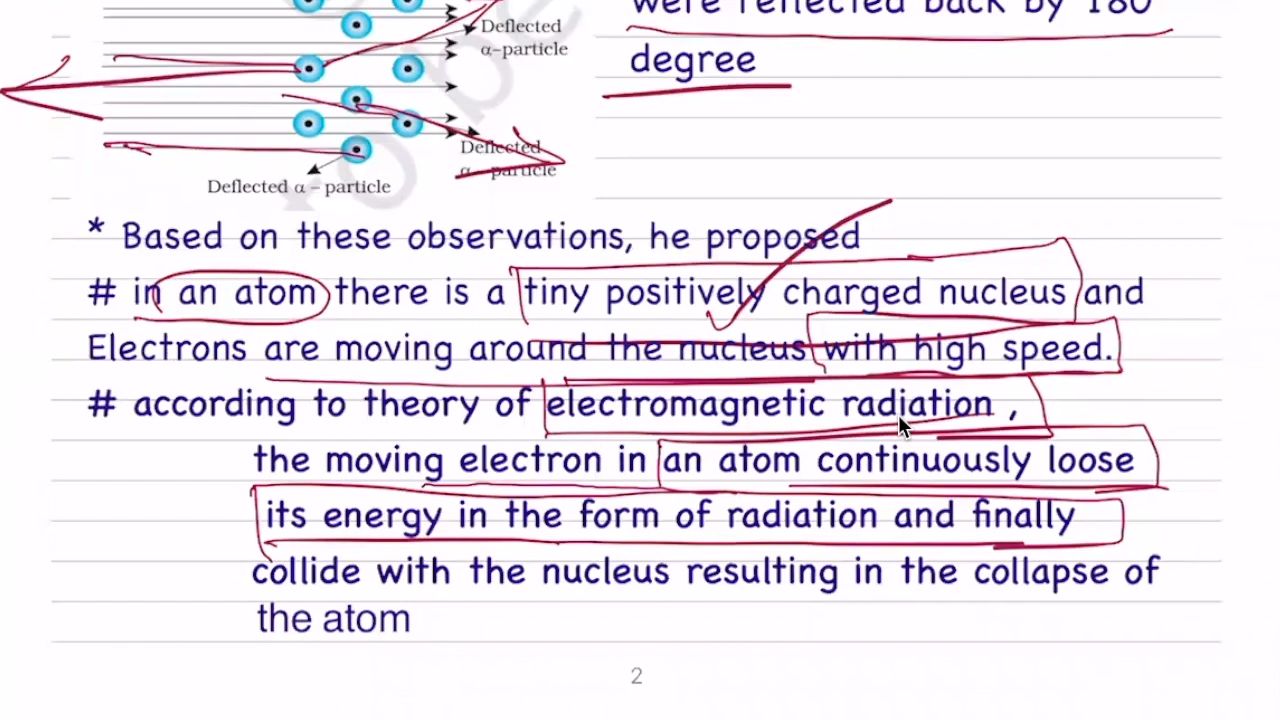 were reflected back by 180
degree
Deflected
α–particle
Deflected
α – particle
Deflected α – particle
* Based on these observations, he proposed
# in an atom there is a tiny positively charged nucleus and
Electrons are moving around the nucleus with high speed.
# according to theory of electromagnetic radiation ,
the moving electron in an atom continuously loose
its energy in the form of radiation and finally
collide with the nucleus resulting in the collapse of
the atom
2